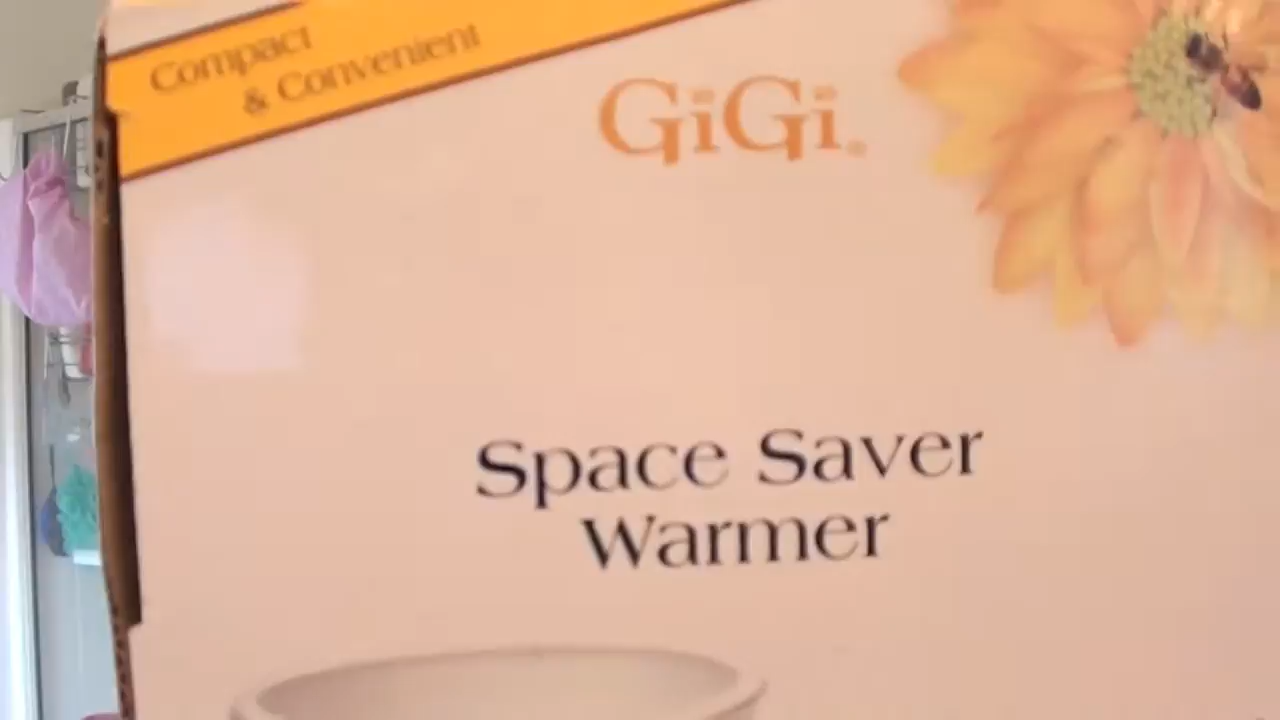 Compact
& Convenient
GiGi®
Space Saver
Warmer